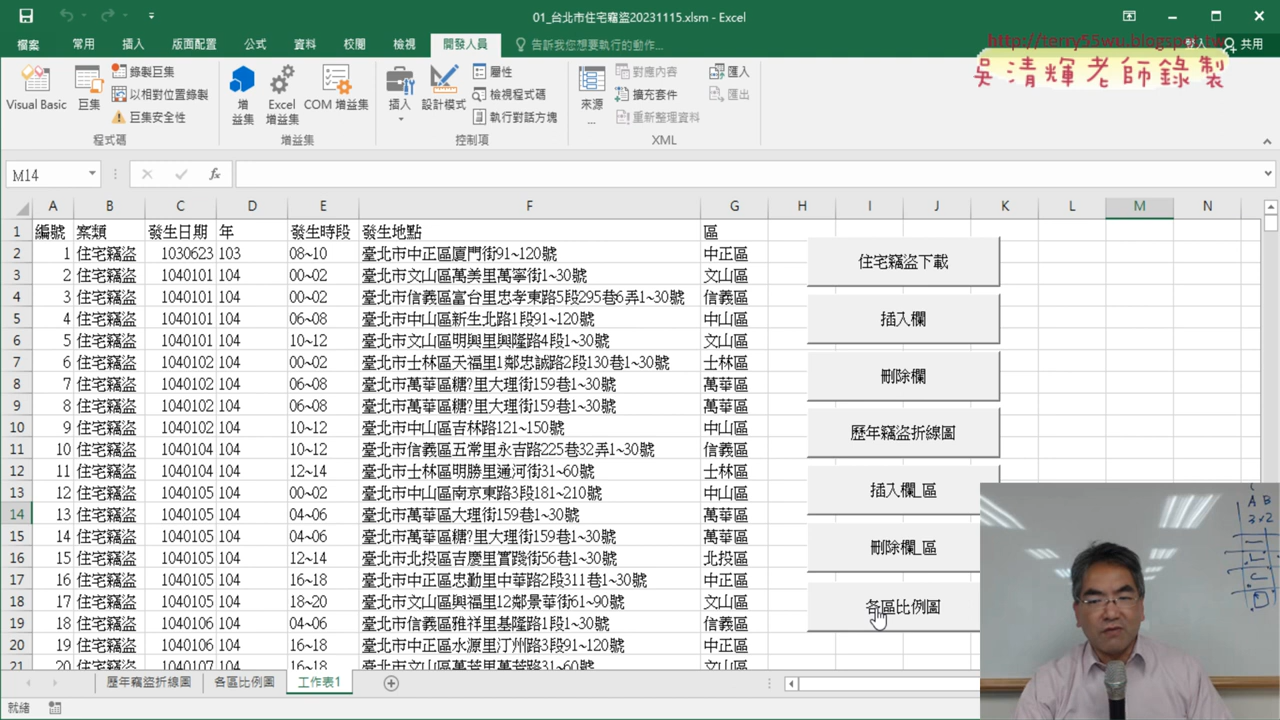 01_台北市住宅竊盜20231115.xlsm - Excel
檔案 常用 插入 版面配置 公式 資料 校閱 檢視 開發人員 告訴我您想要執行的動作... 登入 共用
http://terry55wu.blogspot.tw
吳清輝老師錄製
Visual Basic 巨集 錄製巨集 以相對位置錄製 巨集安全性
增益集 Excel 增益集 COM 增益集
插入 設計模式 屬性 檢視程式碼 執行對話方塊
來源... 對應內容 擴充套件 重新整理資料 匯入 匯出
程式碼 增益集 控制項 XML
M14 fx
A B C D E F G H I J K L M N
1 編號 案類 發生日期 年 發生時段 發生地點 區
2 1 住宅竊盜 1030623 103 08~10 臺北市中正區廈門街91~120號 中正區
3 2 住宅竊盜 1040101 104 00~02 臺北市文山區萬美里萬寧街1~30號 文山區
4 3 住宅竊盜 1040101 104 00~02 臺北市信義區富台里忠孝東路5段295巷6弄1~30號 信義區
5 4 住宅竊盜 1040101 104 06~08 臺北市中山區新生北路1段91~120號 中山區
6 5 住宅竊盜 1040101 104 10~12 臺北市文山區明興里興隆路4段1~30號 文山區
7 6 住宅竊盜 1040102 104 00~02 臺北市士林區天福里1鄰忠誠路2段130巷1~30號 士林區
8 7 住宅竊盜 1040102 104 06~08 臺北市萬華區糖?里大理街159巷1~30號 萬華區
9 8 住宅竊盜 1040102 104 06~08 臺北市萬華區糖?里大理街159巷1~30號 萬華區
10 9 住宅竊盜 1040102 104 10~12 臺北市中山區吉林路121~150號 中山區
11 10 住宅竊盜 1040104 104 10~12 臺北市信義區五常里永吉路225巷32弄1~30號 信義區
12 11 住宅竊盜 1040104 104 12~14 臺北市士林區明勝里通河街31~60號 士林區
13 12 住宅竊盜 1040105 104 00~02 臺北市中山區南京東路3段181~210號 中山區
14 13 住宅竊盜 1040105 104 04~06 臺北市萬華區大理街159巷1~30號 萬華區
15 14 住宅竊盜 1040105 104 04~06 臺北市萬華區糖?里大理街159巷1~30號 萬華區
16 15 住宅竊盜 1040105 104 12~14 臺北市北投區吉慶里實踐街56巷1~30號 北投區
17 16 住宅竊盜 1040105 104 16~18 臺北市中正區忠勤里中華路2段311巷1~30號 中正區
18 17 住宅竊盜 1040105 104 18~20 臺北市文山區興福里12鄰景華街61~90號 文山區
19 18 住宅竊盜 1040106 104 04~06 臺北市信義區雅祥里基隆路1段1~30號 信義區
20 19 住宅竊盜 1040106 104 16~18 臺北市中正區水源里汀州路3段91~120號 中正區
21 20 住宅竊盜 1040107 104 16~18 臺北市文山區萬芳里萬芳路31~60號 文山區
住宅竊盜下載
插入欄
刪除欄
歷年竊盜折線圖
插入欄_區
刪除欄_區
各區比例圖
A B
3x2
歷年竊盜折線圖 各區比例圖 工作表1
就緒